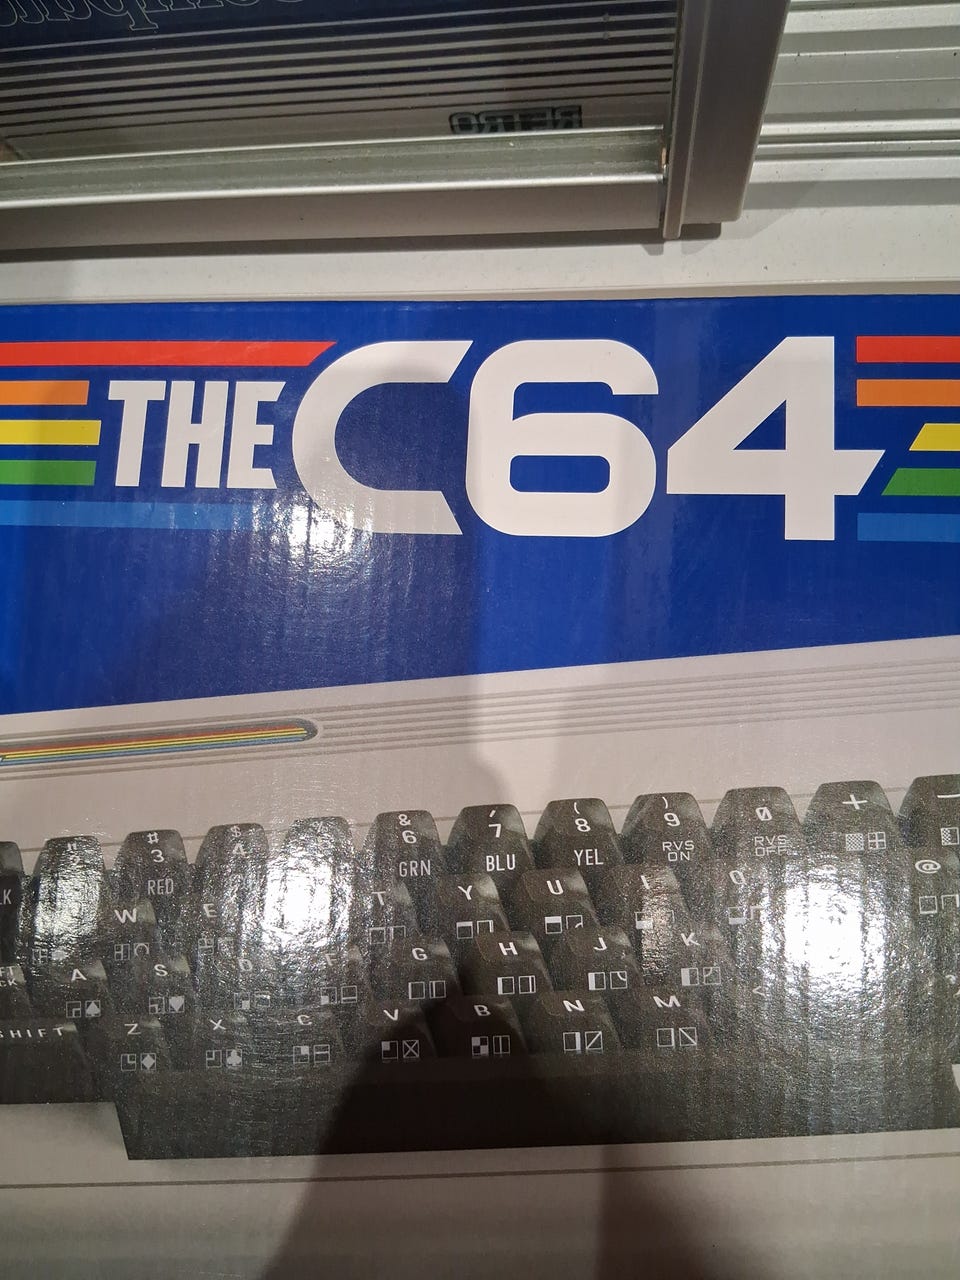 RETRO
THE C64
" # $ & ' ( ) +
3 4 6 7 8 9 0
RED GRN BLU YEL RVS ON RVS OFF
W E T Y U I O @
A S D F G H J K
SHIFT Z X C V B N M <